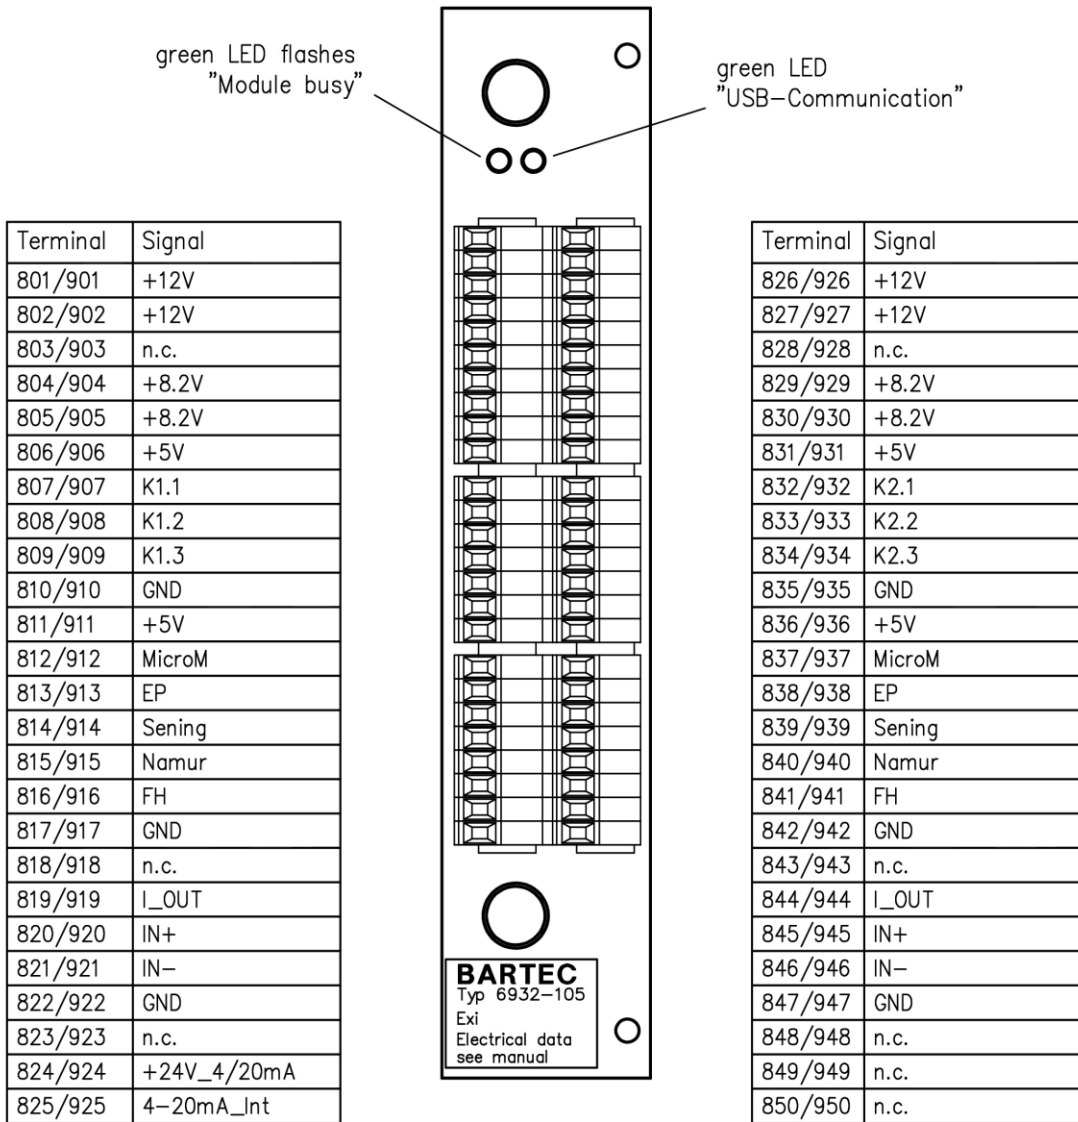 green LED flashes
"Module busy"
green LED
"USB-Communication"
Terminal Signal
801/901 +12V
802/902 +12V
803/903 n.c.
804/904 +8.2V
805/905 +8.2V
806/906 +5V
807/907 K1.1
808/908 K1.2
809/909 K1.3
810/910 GND
811/911 +5V
812/912 MicroM
813/913 EP
814/914 Sening
815/915 Namur
816/916 FH
817/917 GND
818/918 n.c.
819/919 I_OUT
820/920 IN+
821/921 IN-
822/922 GND
823/923 n.c.
824/924 +24V_4/20mA
825/925 4-20mA_Int
BARTEC
Typ 6932-105
Exi
Electrical data
see manual
Terminal Signal
826/926 +12V
827/927 +12V
828/928 n.c.
829/929 +8.2V
830/930 +8.2V
831/931 +5V
832/932 K2.1
833/933 K2.2
834/934 K2.3
835/935 GND
836/936 +5V
837/937 MicroM
838/938 EP
839/939 Sening
840/940 Namur
841/941 FH
842/942 GND
843/943 n.c.
844/944 I_OUT
845/945 IN+
846/946 IN-
847/947 GND
848/948 n.c.
849/949 n.c.
850/950 n.c.